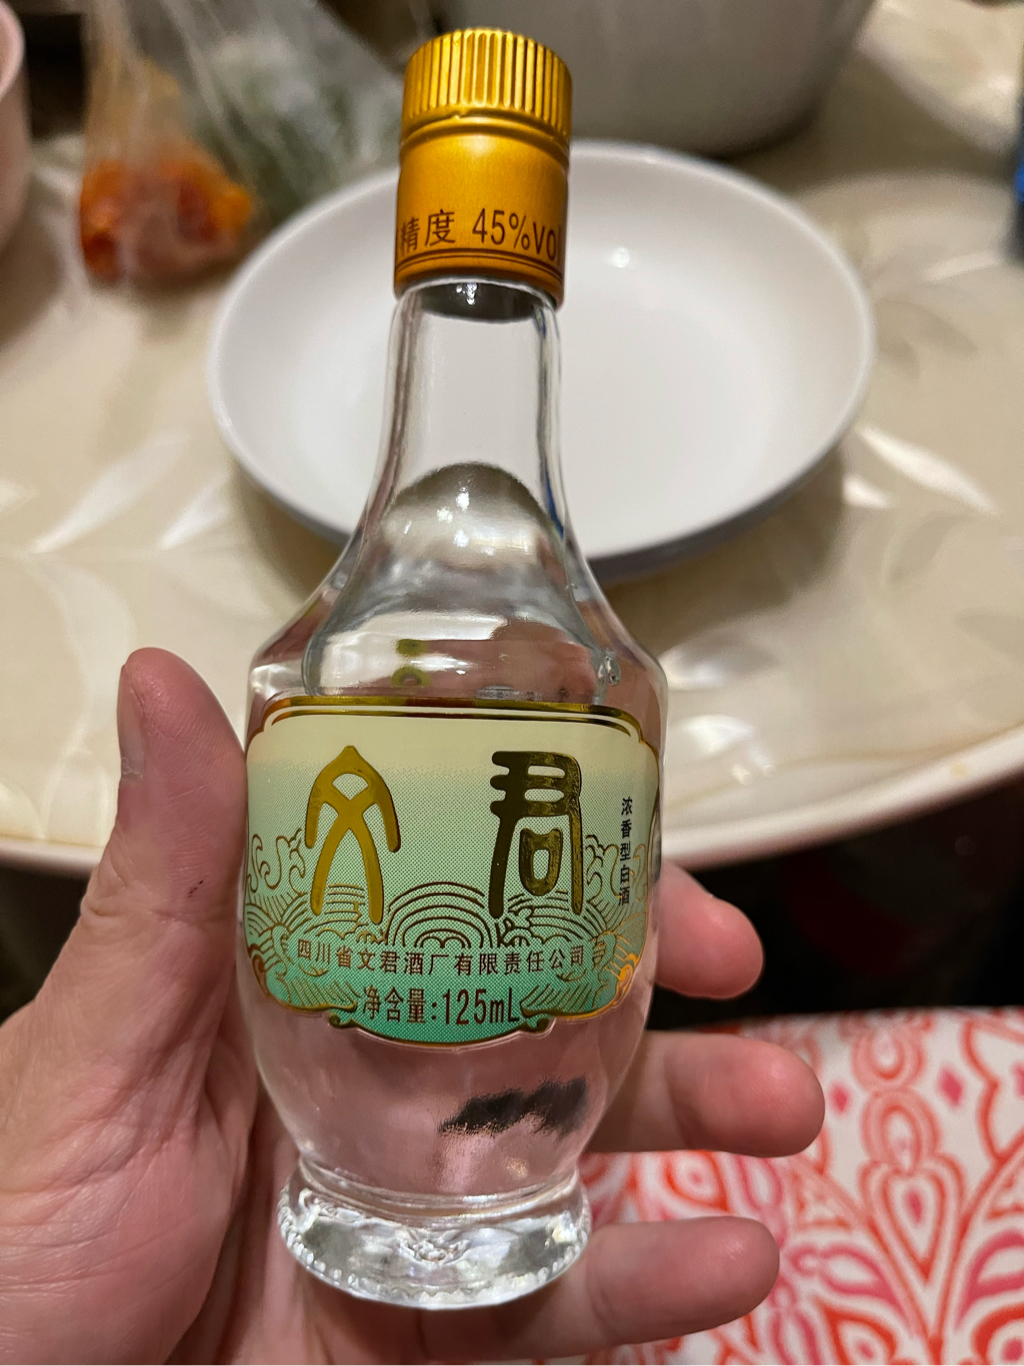 精度 45%VO
文君
浓香型白酒
四川省文君酒厂有限责任公司
净含量:125mL